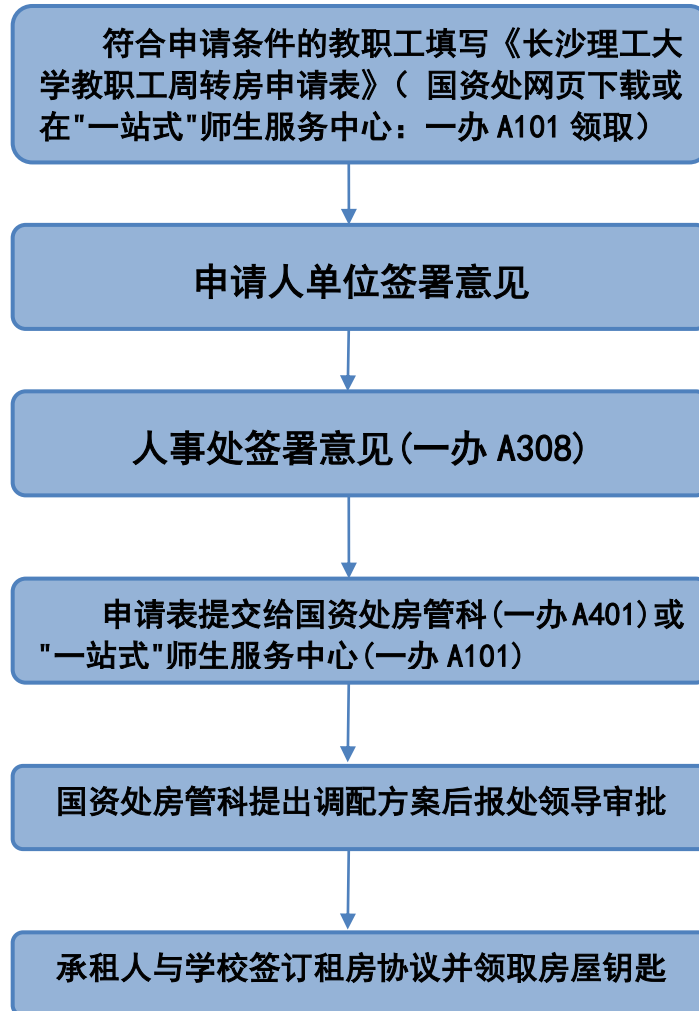 符合申请条件的教职工填写《长沙理工大
学教职工周转房申请表》( 国资处网页下载或
在"一站式"师生服务中心：一办 A101 领取)
申请人单位签署意见
人事处签署意见(一办 A308)
申请表提交给国资处房管科(一办 A401)或
"一站式"师生服务中心(一办 A101)
国资处房管科提出调配方案后报处领导审批
承租人与学校签订租房协议并领取房屋钥匙